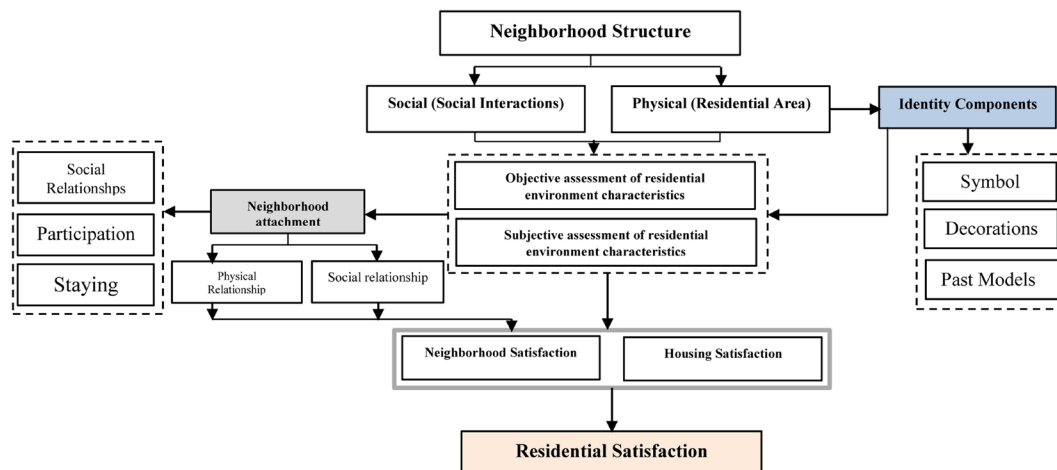 Neighborhood Structure
Social (Social Interactions)
Physical (Residential Area)
Identity Components
Social
Relationshps
Participation
Staying
Neighborhood
attachment
Physical
Relationship
Social relationship
Objective assessment of residential
environment characteristics
Subjective assessment of residential
environment characteristics
Symbol
Decorations
Past Models
Neighborhood Satisfaction
Housing Satisfaction
Residential Satisfaction